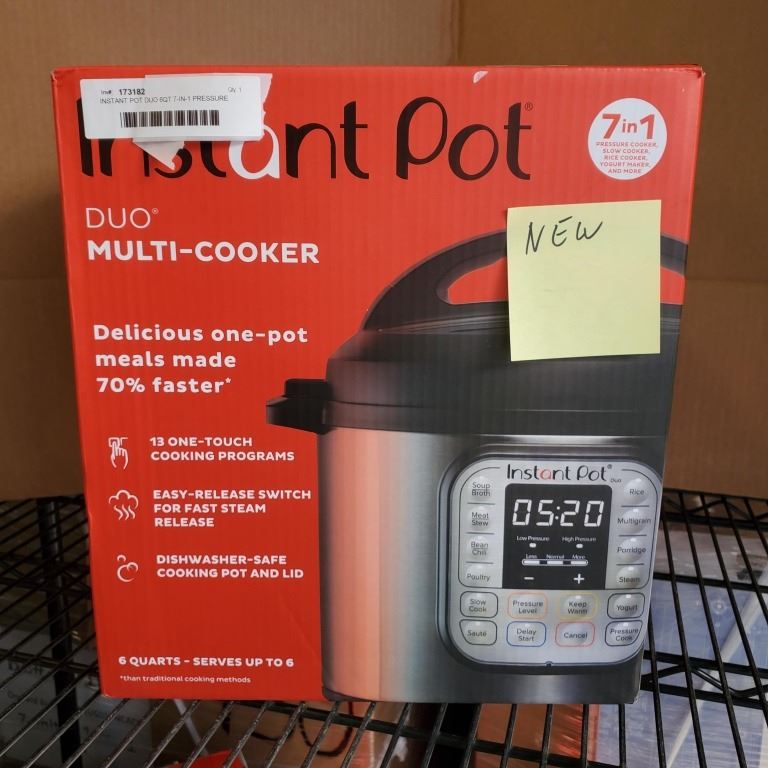 Inv#: 173182 Qty. 1
INSTANT POT DUO 6QT 7-IN-1 PRESSURE
Instant Pot®
7in1
PRESSURE COOKER,
SLOW COOKER,
RICE COOKER,
YOGURT MAKER,
AND MORE
DUO®
MULTI-COOKER
NEW
Delicious one-pot
meals made
70% faster*
13 ONE-TOUCH
COOKING PROGRAMS
EASY-RELEASE SWITCH
FOR FAST STEAM
RELEASE
DISHWASHER-SAFE
COOKING POT AND LID
6 QUARTS - SERVES UP TO 6
*than traditional cooking methods
Instant Pot® Duo
Soup
Broth
Rice
05:20
Meat
Stew
Multigrain
Low Pressure High Pressure
Bean
Chili
Less Normal More
Porridge
Poultry
- +
Steam
Slow
Cook
Pressure
Level
Keep
Warm
Yogurt
Sauté
Delay
Start
Cancel
Pressure
Cook